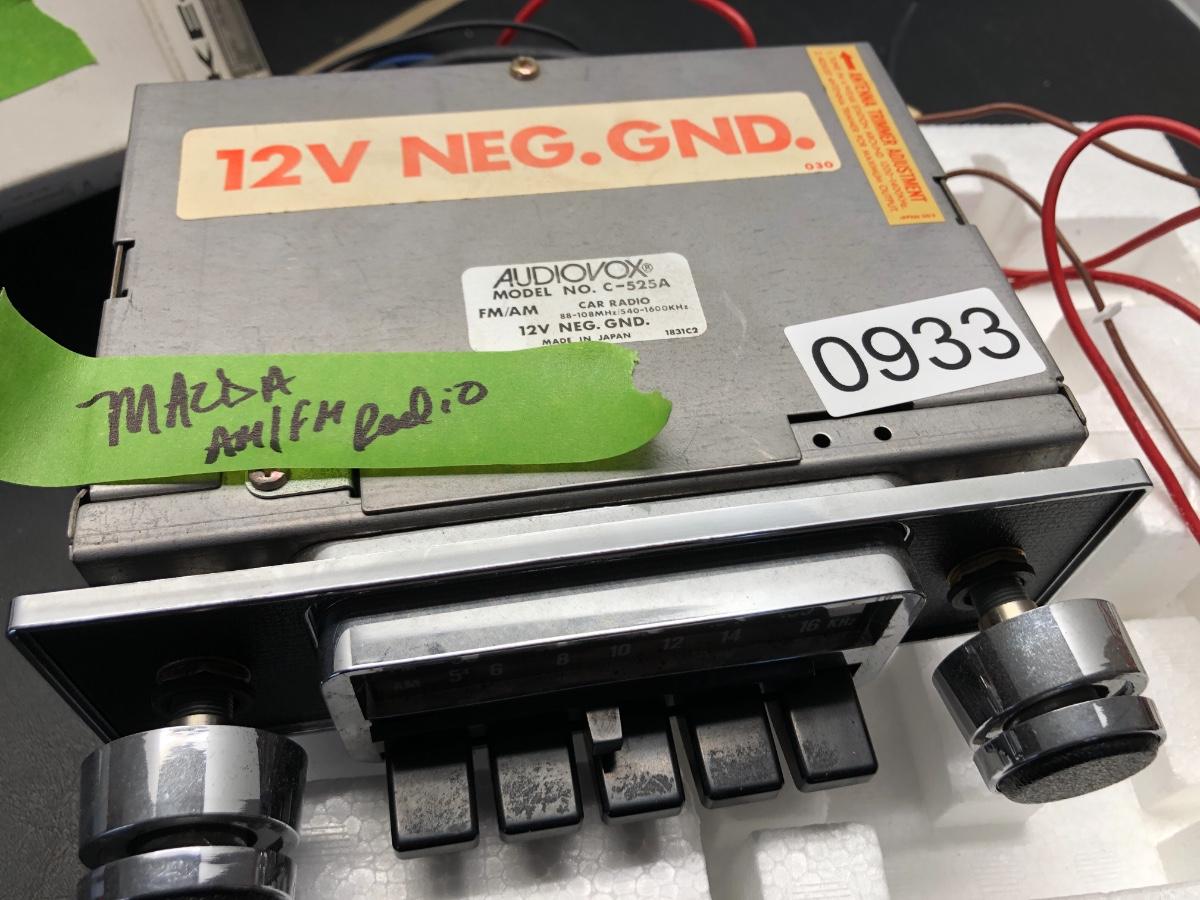 12V NEG. GND.
030
ANTENNA TRIMMER ADJUSTMENT
AUDIOVOX®
MODEL NO. C-525A
FM/AM CAR RADIO
88-108MHz/540-1600KHz
12V NEG. GND.
MADE IN JAPAN 1831C2
0933
MAZDA
AM/FM Radio
AM 5⁴ 6 8 10 12 14 16 KHz